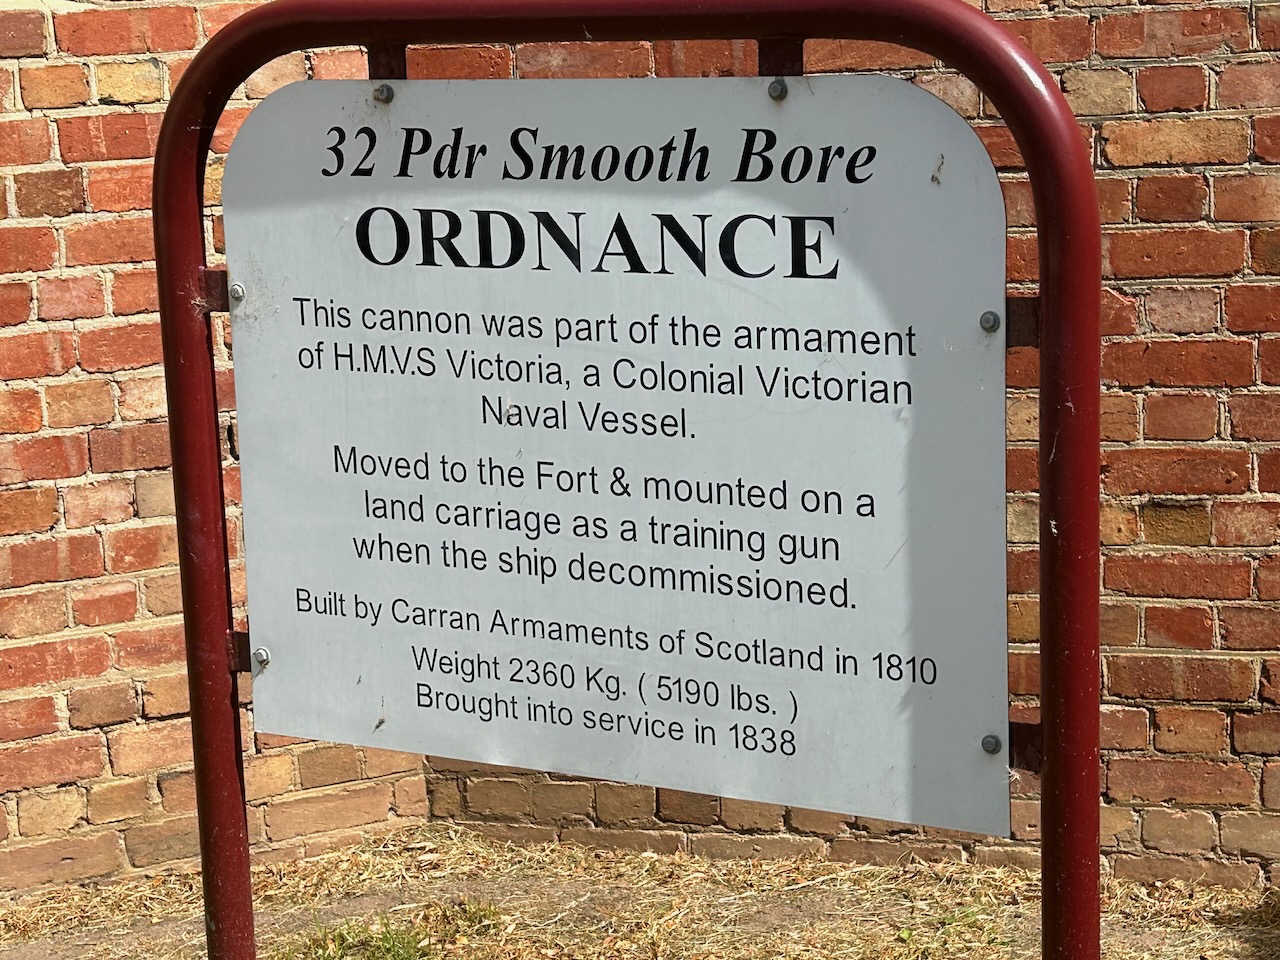 32 Pdr Smooth Bore
ORDNANCE
This cannon was part of the armament
of H.M.V.S Victoria, a Colonial Victorian
Naval Vessel.
Moved to the Fort & mounted on a
land carriage as a training gun
when the ship decommissioned.
Built by Carran Armaments of Scotland in 1810
Weight 2360 Kg. ( 5190 lbs. )
Brought into service in 1838